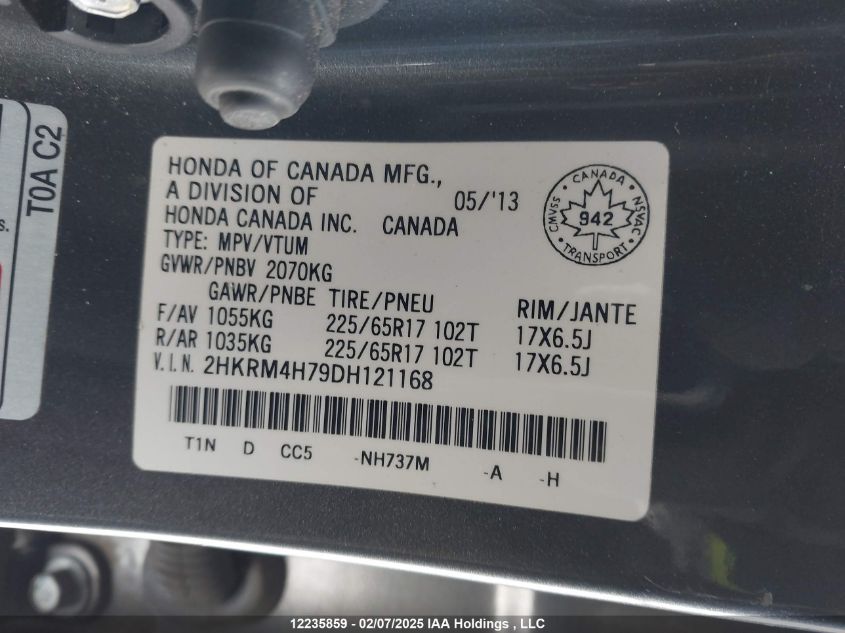 T0A C2
s.
HONDA OF CANADA MFG.,
A DIVISION OF
HONDA CANADA INC. CANADA
05/'13
TYPE: MPV/VTUM
GVWR/PNBV 2070KG
GAWR/PNBE TIRE/PNEU RIM/JANTE
F/AV 1055KG 225/65R17 102T 17X6.5J
R/AR 1035KG 225/65R17 102T 17X6.5J
V.I.N. 2HKRM4H79DH121168
T1N D CC5 -NH737M -A -H
CANADA
CMVSS
942
NSVAC
TRANSPORT
12235859 - 02/07/2025 IAA Holdings , LLC